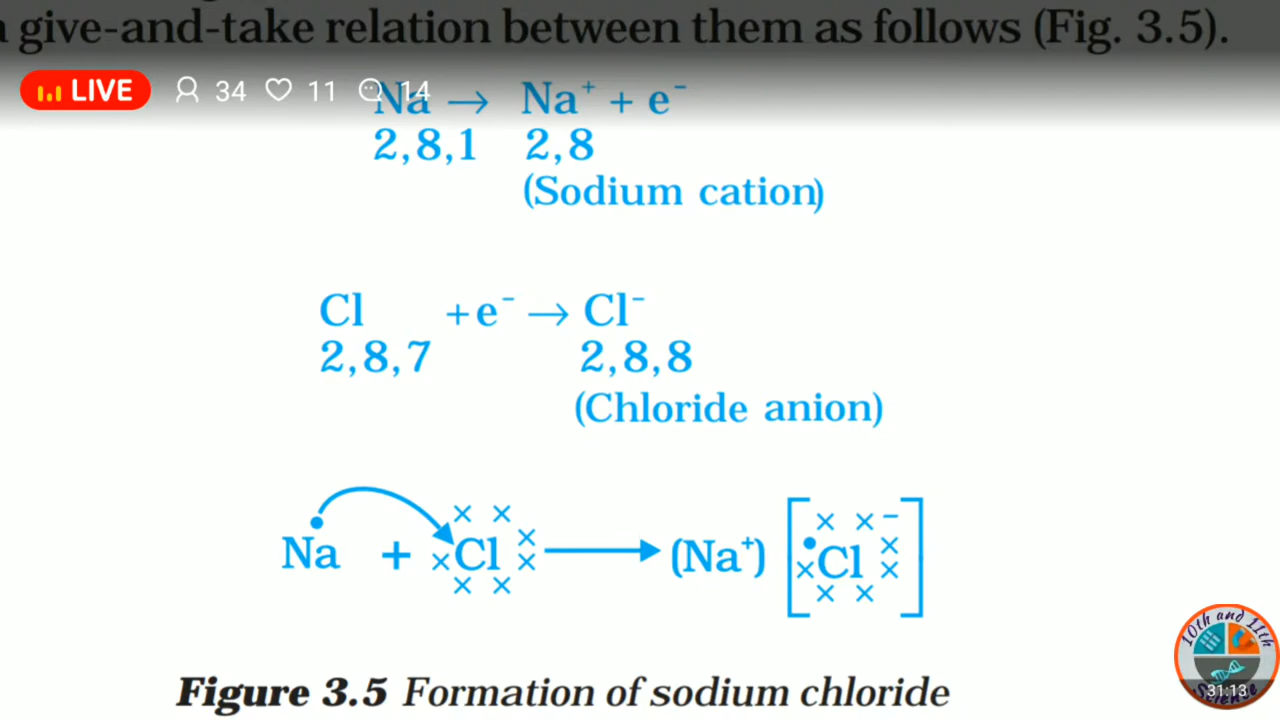 a give-and-take relation between them as follows (Fig. 3.5).
LIVE 34 11 14
Na → Na⁺ + e⁻
2,8,1 2,8
(Sodium cation)
Cl +e⁻ → Cl⁻
2,8,7 2,8,8
(Chloride anion)
Na + Cl → (Na⁺) [Cl]⁻
Figure 3.5 Formation of sodium chloride
10th and 11th
31:13
Science